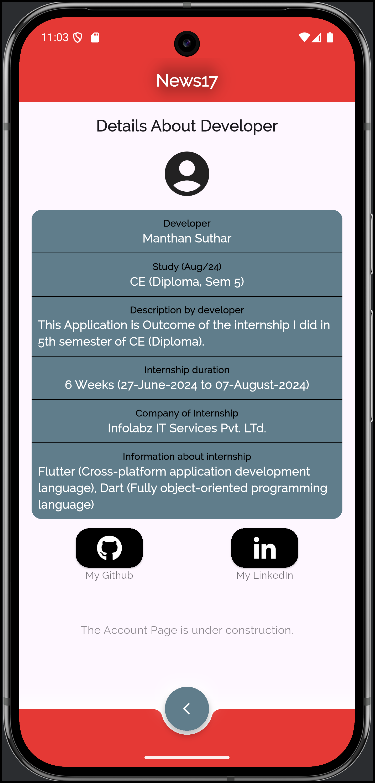 11:03
News17
Details About Developer
Developer
Manthan Suthar
Study (Aug/24)
CE (Diploma, Sem 5)
Description by developer
This Application is Outcome of the internship I did in
5th semester of CE (Diploma).
Internship duration
6 Weeks (27-June-2024 to 07-August-2024)
Company of Internship
Infolabz IT Services Pvt. LTd.
Information about internship
Flutter (Cross-platform application development
language), Dart (Fully object-oriented programming
language)
in
My Github
My LinkedIn
The Account Page is under construction.